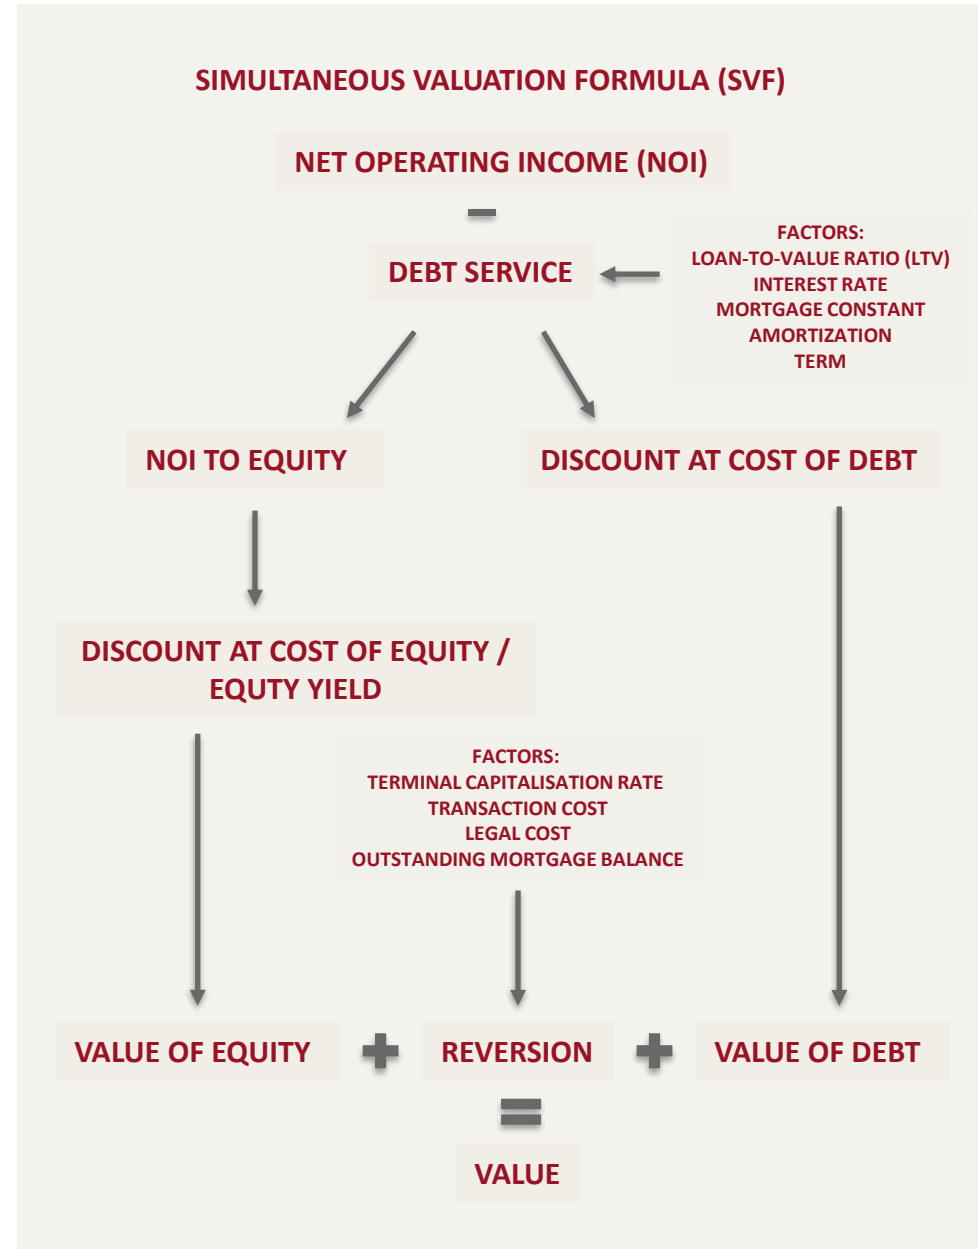 SIMULTANEOUS VALUATION FORMULA (SVF)
NET OPERATING INCOME (NOI)
DEBT SERVICE
FACTORS:
LOAN-TO-VALUE RATIO (LTV)
INTEREST RATE
MORTGAGE CONSTANT
AMORTIZATION
TERM
NOI TO EQUITY
DISCOUNT AT COST OF DEBT
DISCOUNT AT COST OF EQUITY /
EQUTY YIELD
FACTORS:
TERMINAL CAPITALISATION RATE
TRANSACTION COST
LEGAL COST
OUTSTANDING MORTGAGE BALANCE
VALUE OF EQUITY + REVERSION + VALUE OF DEBT
=
VALUE